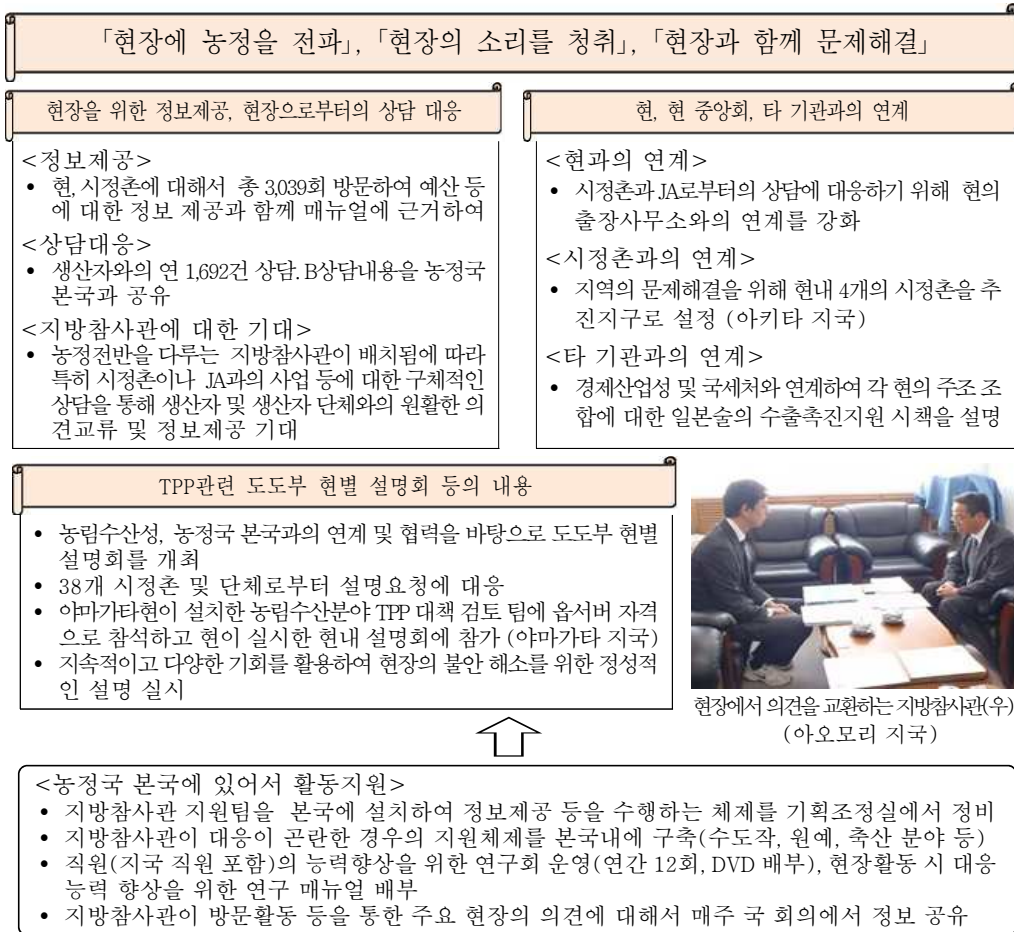 「현장에 농정을 전파」, 「현장의 소리를 청취」, 「현장과 함께 문제해결」
현장을 위한 정보제공, 현장으로부터의 상담 대응
<정보제공>
• 현, 시정촌에 대해서 총 3,039회 방문하여 예산 등
에 대한 정보 제공과 함께 매뉴얼에 근거하여
<상담대응>
• 생산자와의 연 1,692건 상담. B상담내용을 농정국
본국과 공유
<지방참사관에 대한 기대>
• 농정전반을 다루는 지방참사관이 배치됨에 따라
특히 시정촌이나 JA과의 사업 등에 대한 구체적인
상담을 통해 생산자 및 생산자 단체와의 원활한 의
견교류 및 정보제공 기대
현, 현 중앙회, 타 기관과의 연계
<현과의 연계>
• 시정촌과 JA로부터의 상담에 대응하기 위해 현의
출장사무소와의 연계를 강화
<시정촌과의 연계>
• 지역의 문제해결을 위해 현내 4개의 시정촌을 추
진지구로 설정 (아키타 지국)
<타 기관과의 연계>
• 경제산업성 및 국세처와 연계하여 각 현의 주조 조
합에 대한 일본술의 수출촉진지원 시책을 설명
TPP관련 도도부 현별 설명회 등의 내용
• 농림수산성, 농정국 본국과의 연계 및 협력을 바탕으로 도도부 현별
설명회를 개최
• 38개 시정촌 및 단체로부터 설명요청에 대응
• 야마가타현이 설치한 농림수산분야 TPP 대책 검토 팀에 옵서버 자격
으로 참석하고 현이 실시한 현내 설명회에 참가 (야마가타 지국)
• 지속적이고 다양한 기회를 활용하여 현장의 불안 해소를 위한 정성적
인 설명 실시
현장에서 의견을 교환하는 지방참사관(우)
(아오모리 지국)
<농정국 본국에 있어서 활동지원>
• 지방참사관 지원팀을 본국에 설치하여 정보제공 등을 수행하는 체제를 기획조정실에서 정비
• 지방참사관이 대응이 곤란한 경우의 지원체제를 본국내에 구축(수도작, 원예, 축산 분야 등)
• 직원(지국 직원 포함)의 능력향상을 위한 연구회 운영(연간 12회, DVD 배부), 현장활동 시 대응
능력 향상을 위한 연구 매뉴얼 배부
• 지방참사관이 방문활동 등을 통한 주요 현장의 의견에 대해서 매주 국 회의에서 정보 공유